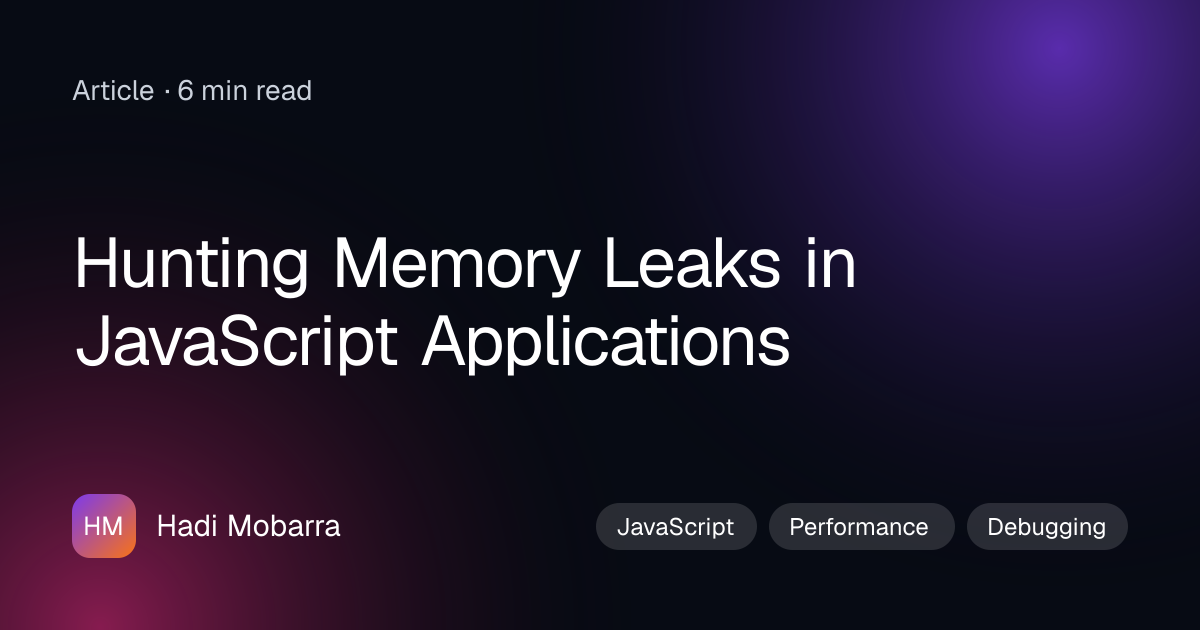 Article · 6 min read
Hunting Memory Leaks in
JavaScript Applications
HM
Hadi Mobarra
JavaScript
Performance
Debugging